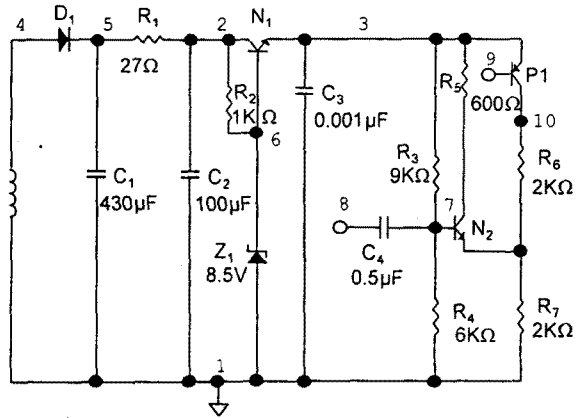 4 D₁ 5 R₁ 2 N₁ 3
27Ω
R₂
1K Ω
6
C₃
0.001µF
9
P1
R₅
600Ω
10
R₃
9KΩ
R₆
2KΩ
C₁
430µF
C₂
100µF
8
7
N₂
C₄
0.5µF
Z₁
8.5V
R₄
6KΩ
R₇
2KΩ
1